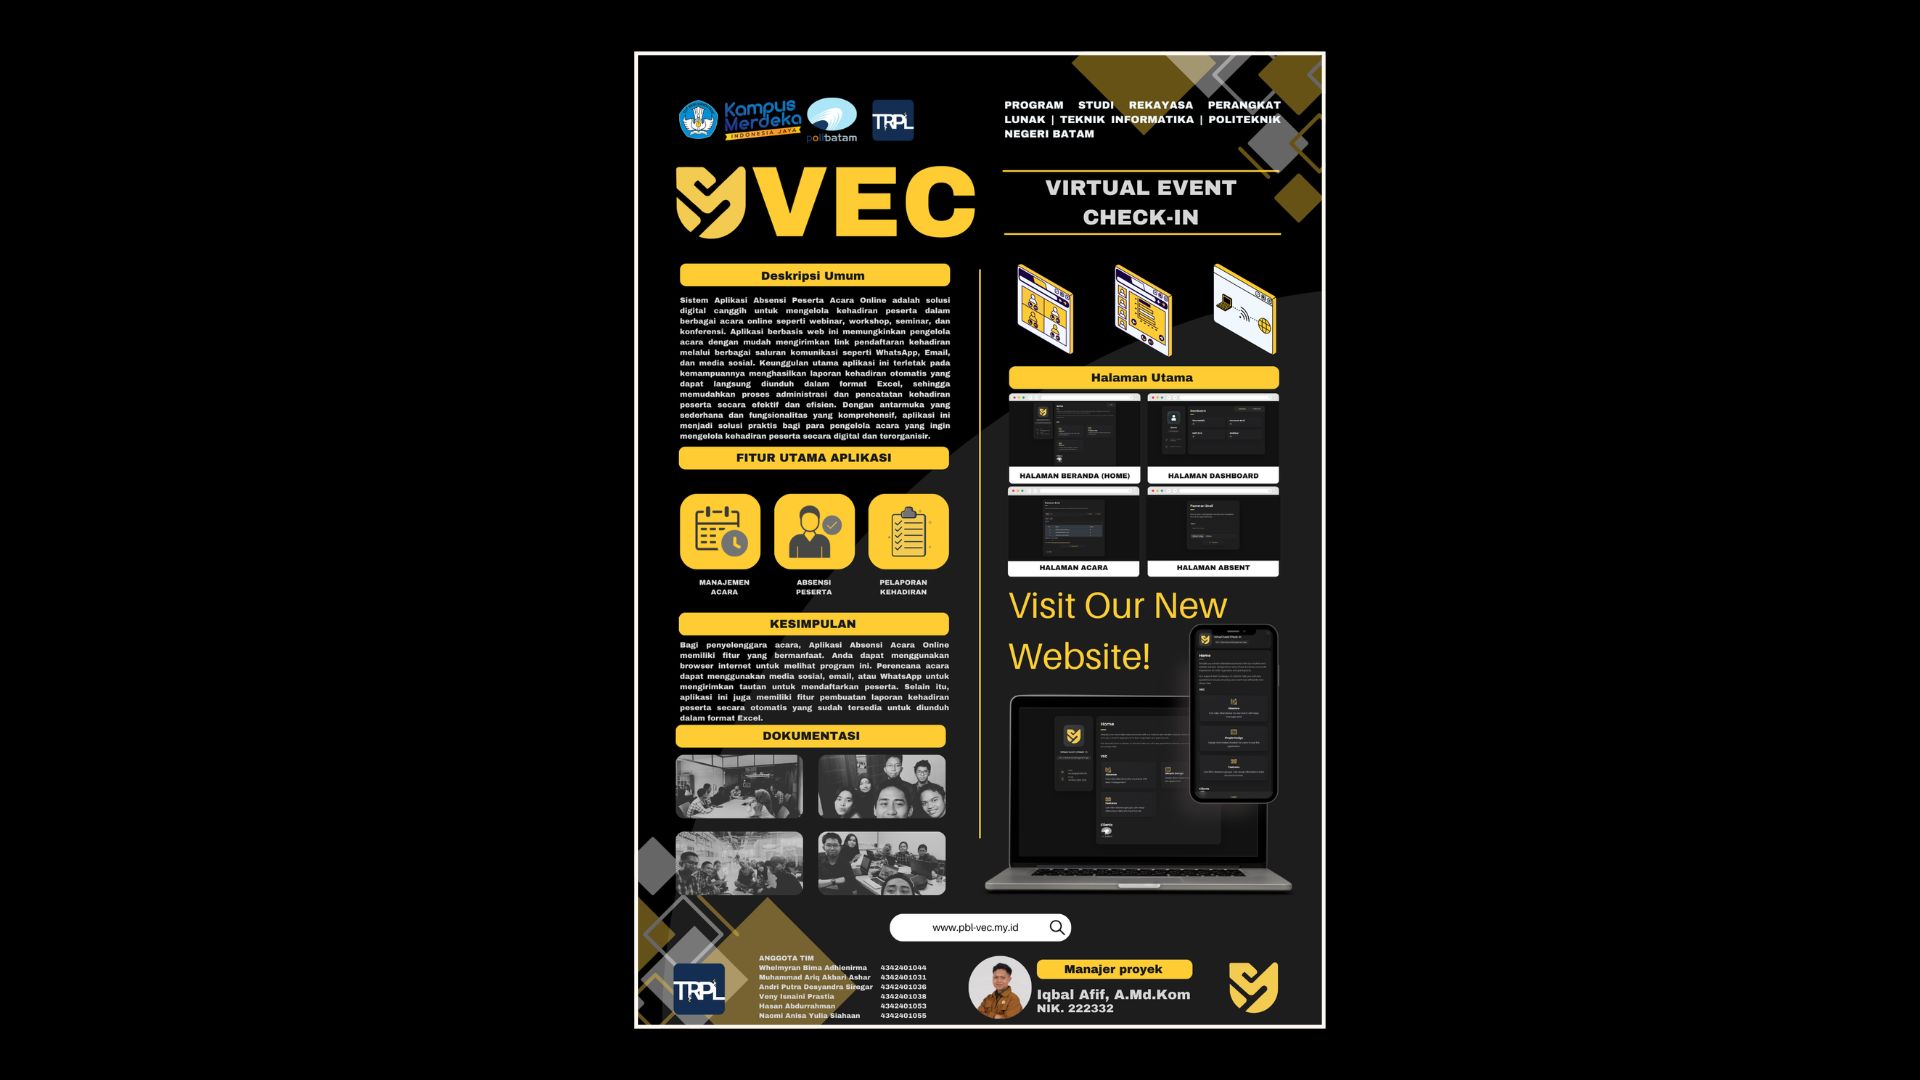 Kampus
Merdeka
INDONESIA JAYA
polibatam
TRPL
PROGRAM STUDI REKAYASA PERANGKAT
LUNAK | TEKNIK INFORMATIKA | POLITEKNIK
NEGERI BATAM
VEC
VIRTUAL EVENT
CHECK-IN
Deskripsi Umum
Sistem Aplikasi Absensi Peserta Acara Online adalah solusi
digital canggih untuk mengelola kehadiran peserta dalam
berbagai acara online seperti webinar, workshop, seminar, dan
konferensi. Aplikasi berbasis web ini memungkinkan pengelola
acara dengan mudah mengirimkan link pendaftaran kehadiran
melalui berbagai saluran komunikasi seperti WhatsApp, Email,
dan media sosial. Keunggulan utama aplikasi ini terletak pada
kemampuannya menghasilkan laporan kehadiran otomatis yang
dapat langsung diunduh dalam format Excel, sehingga
memudahkan proses administrasi dan pencatatan kehadiran
peserta secara efektif dan efisien. Dengan antarmuka yang
sederhana dan fungsionalitas yang komprehensif, aplikasi ini
menjadi solusi praktis bagi para pengelola acara yang ingin
mengelola kehadiran peserta secara digital dan terorganisir.
FITUR UTAMA APLIKASI
MANAJEMEN
ACARA
ABSENSI
PESERTA
PELAPORAN
KEHADIRAN
KESIMPULAN
Bagi penyelenggara acara, Aplikasi Absensi Acara Online
memiliki fitur yang bermanfaat. Anda dapat menggunakan
browser internet untuk melihat program ini. Perencana acara
dapat menggunakan media sosial, email, atau WhatsApp untuk
mengirimkan tautan untuk mendaftarkan peserta. Selain itu,
aplikasi ini juga memiliki fitur pembuatan laporan kehadiran
peserta secara otomatis yang sudah tersedia untuk diunduh
dalam format Excel.
DOKUMENTASI
Halaman Utama
HALAMAN BERANDA (HOME)
HALAMAN DASHBOARD
HALAMAN ACARA
HALAMAN ABSENT
Visit Our New
Website!
Home
Home
www.pbl-vec.my.id
TRPL
ANGGOTA TIM
Whelmyran Bima Adhionirma 4342401044
Muhammad Ariq Akbari Ashar 4342401031
Andri Putra Desyandra Siregar 4342401036
Veny Isnaini Prastia 4342401038
Hasan Abdurrahman 4342401053
Naomi Anisa Yulia Siahaan 4342401055
Manajer proyek
Iqbal Afif, A.Md.Kom
NIK. 222332